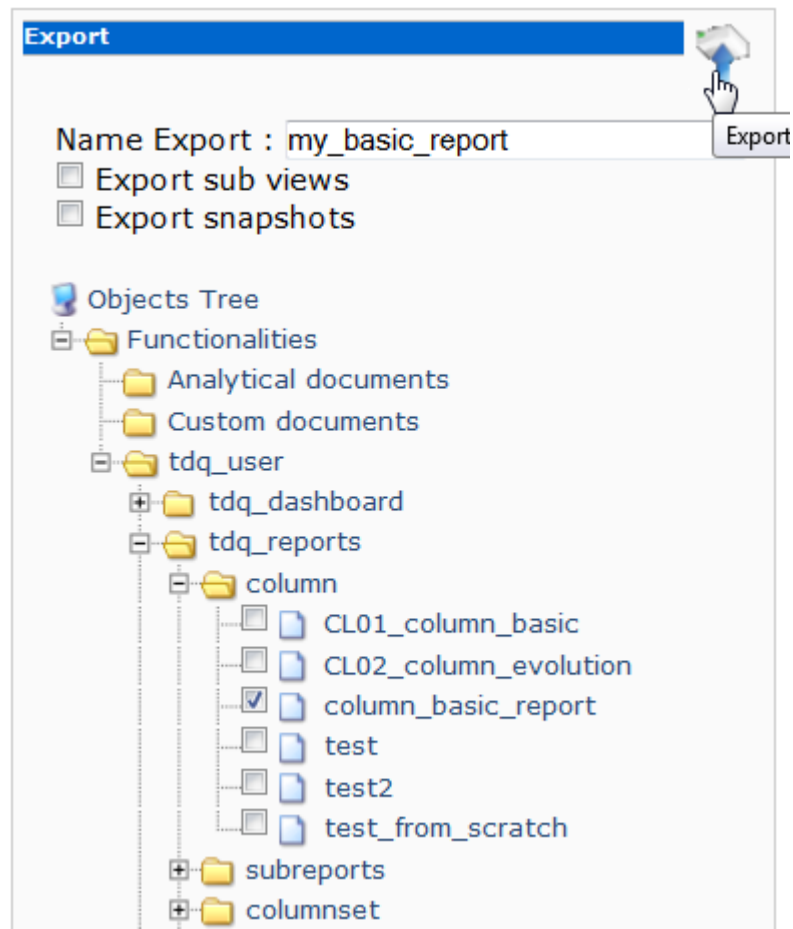 Export
Export
Name Export : my_basic_report
Export sub views
Export snapshots
Objects Tree
Functionalities
Analytical documents
Custom documents
tdq_user
tdq_dashboard
tdq_reports
column
CL01_column_basic
CL02_column_evolution
column_basic_report
test
test2
test_from_scratch
subreports
columnset